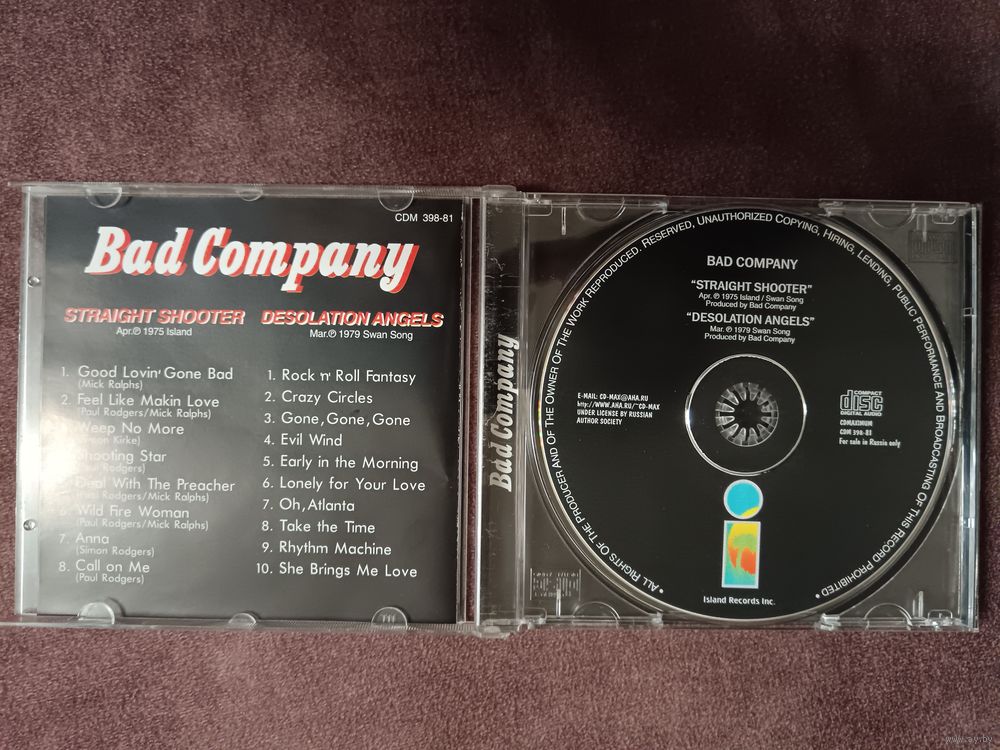 CDM 398-81
Bad Company
STRAIGHT SHOOTER
Apr.℗ 1975 Island
1. Good Lovin' Gone Bad
(Mick Ralphs)
2. Feel Like Makin Love
(Paul Rodgers/Mick Ralphs)
3. Weep No More
(Simon Kirke)
Shooting Star
(Paul Rodgers)
5. Deal With The Preacher
(Paul Rodgers/Mick Ralphs)
6. Wild Fire Woman
(Paul Rodgers/Mick Ralphs)
7. Anna
(Simon Rodgers)
8. Call on Me
(Paul Rodgers)
DESOLATION ANGELS
Mar.℗ 1979 Swan Song
1. Rock n' Roll Fantasy
2. Crazy Circles
3. Gone, Gone, Gone
4. Evil Wind
5. Early in the Morning
6. Lonely for Your Love
7. Oh, Atlanta
8. Take the Time
9. Rhythm Machine
10. She Brings Me Love
Bad Company
• ALL RIGHTS OF THE PRODUCER AND OF THE OWNER OF THE WORK REPRODUCED. RESERVED, UNAUTHORIZED COPYING, HIRING, LENDING, PUBLIC PERFORMANCE AND BROADCASTING OF THIS RECORD PROHIBITED •
BAD COMPANY
"STRAIGHT SHOOTER"
Apr. ℗ 1975 Island / Swan Song
Produced by Bad Company
"DESOLATION ANGELS"
Mar. ℗ 1979 Swan Song
Produced by Bad Company
E-MAIL: CD-MAX@AHA.RU
http://WWW.AHA.RU/~CD-MAX
UNDER LICENSE BY RUSSIAN
AUTHOR SOCIETY
COMPACT
disc
DIGITAL AUDIO
CDMAXIMUM
CDM 398-81
For sale in Russia only
Island Records Inc.
www.ay.by